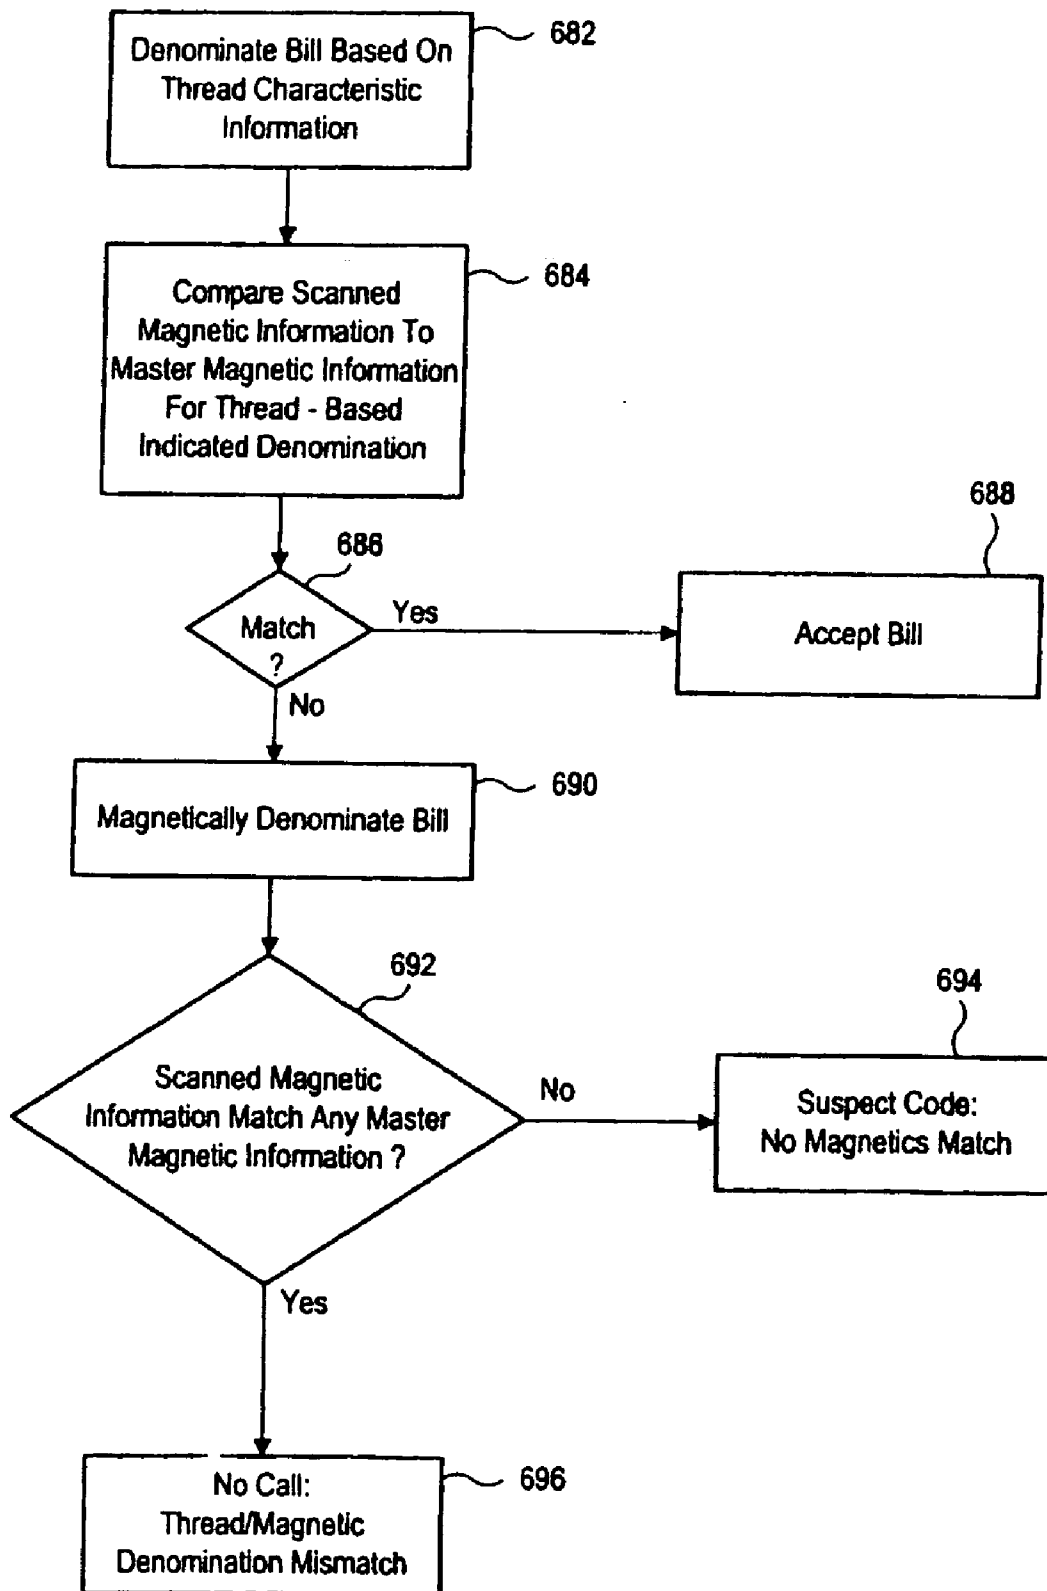 Denominate Bill Based On
Thread Characteristic
Information
682
Compare Scanned
Magnetic Information To
Master Magnetic Information
For Thread - Based
Indicated Denomination
684
686
Match
?
Yes
688
Accept Bill
No
Magnetically Denominate Bill
690
692
Scanned Magnetic
Information Match Any Master
Magnetic Information ?
No
694
Suspect Code:
No Magnetics Match
Yes
No Call:
Thread/Magnetic
Denomination Mismatch
696